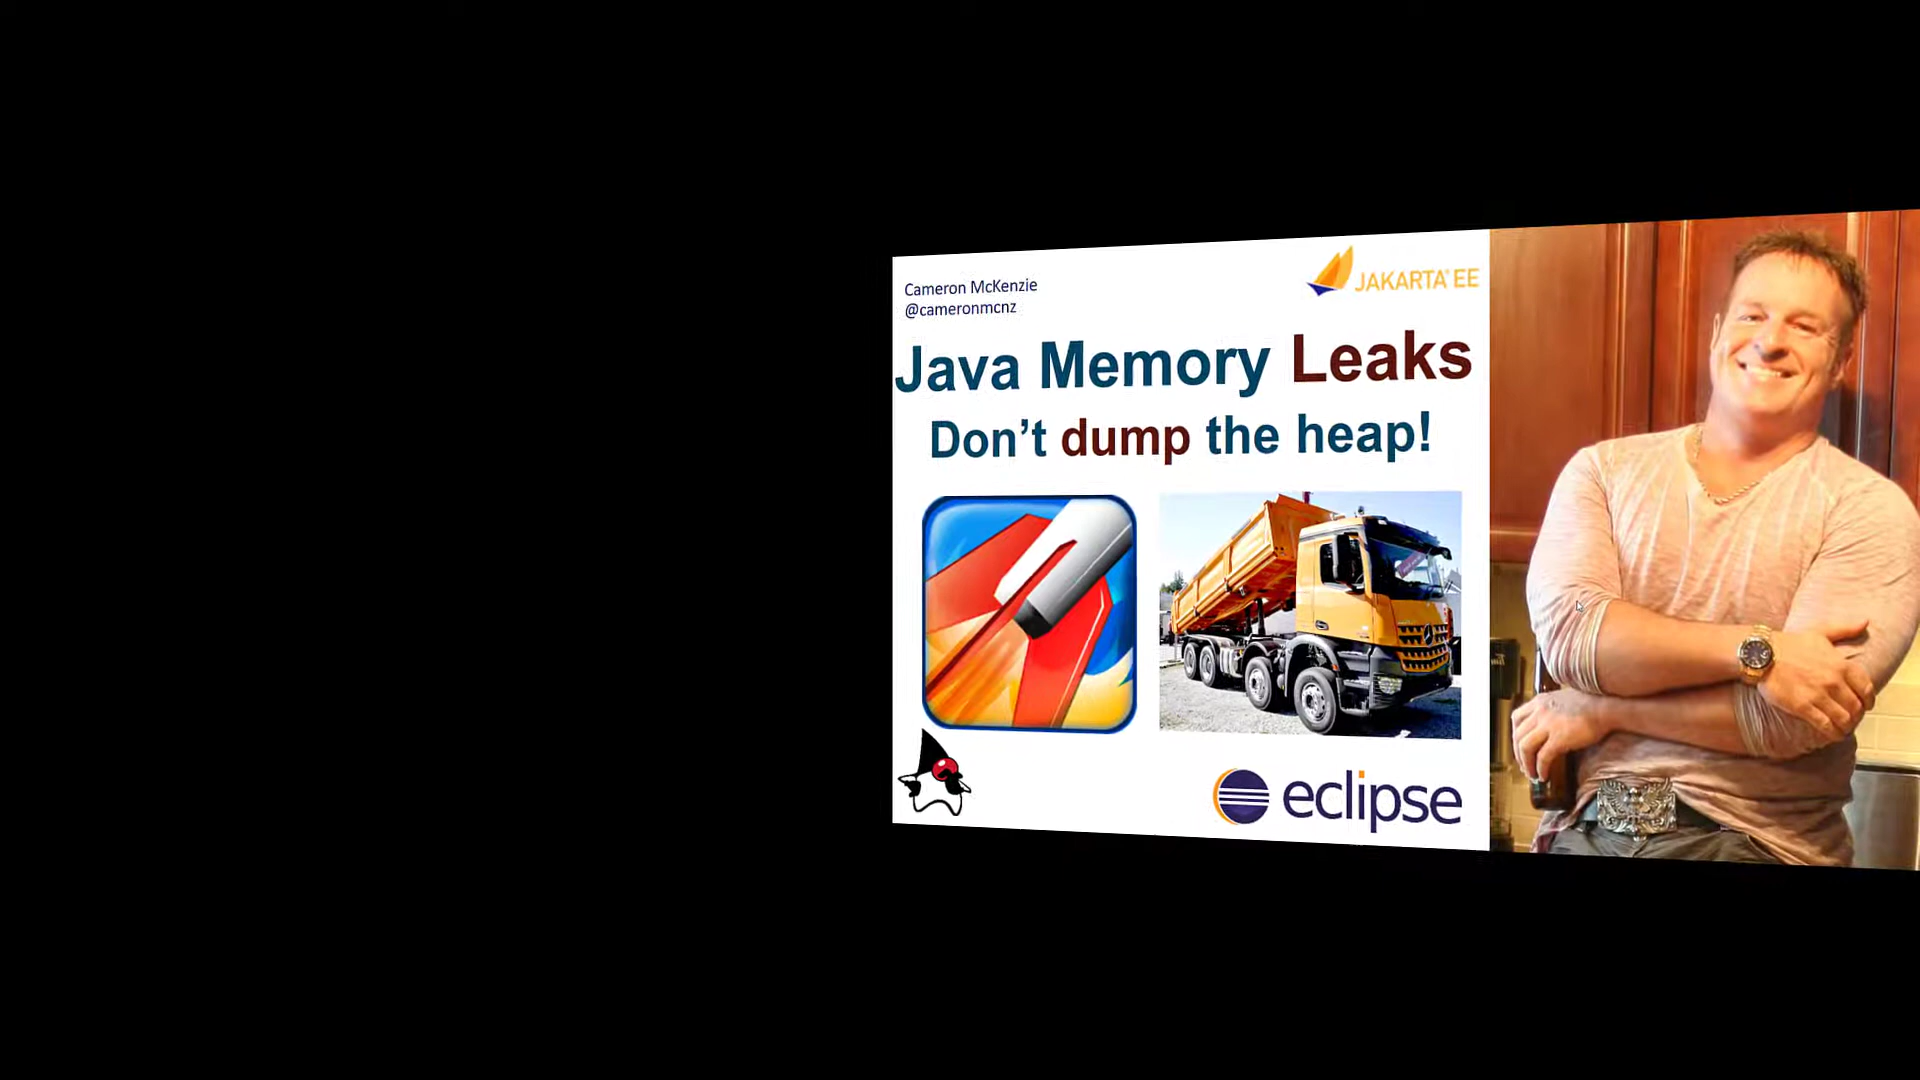 Cameron McKenzie
@cameronmcnz
JAKARTA EE
Java Memory Leaks
Don't dump the heap!
eclipse